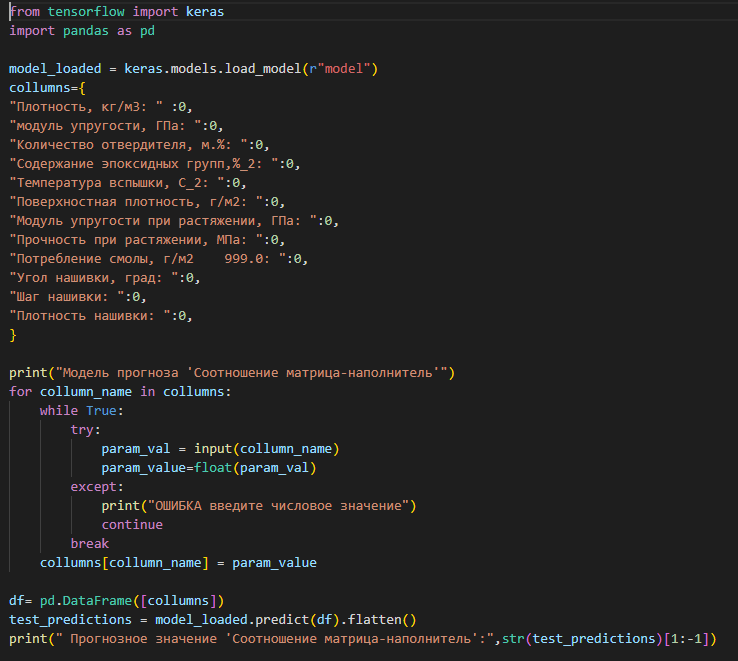 from tensorflow import keras
import pandas as pd
model_loaded = keras.models.load_model(r"model")
collumns={
"Плотность, кг/м3: " :0,
"модуль упругости, ГПа: ":0,
"Количество отвердителя, м.%: ":0,
"Содержание эпоксидных групп,%_2: ":0,
"Температура вспышки, С_2: ":0,
"Поверхностная плотность, г/м2: ":0,
"Модуль упругости при растяжении, ГПа: ":0,
"Прочность при растяжении, МПа: ":0,
"Потребление смолы, г/м2    999.0: ":0,
"Угол нашивки, град: ":0,
"Шаг нашивки: ":0,
"Плотность нашивки: ":0,
}
print("Модель прогноза 'Соотношение матрица-наполнитель'")
for collumn_name in collumns:
    while True:
        try:
            param_val = input(collumn_name)
            param_value=float(param_val)
        except:
            print("ОШИБКА введите числовое значение")
            continue
        break
    collumns[collumn_name] = param_value
df= pd.DataFrame([collumns])
test_predictions = model_loaded.predict(df).flatten()
print(" Прогнозное значение 'Соотношение матрица-наполнитель':",str(test_predictions)[1:-1])